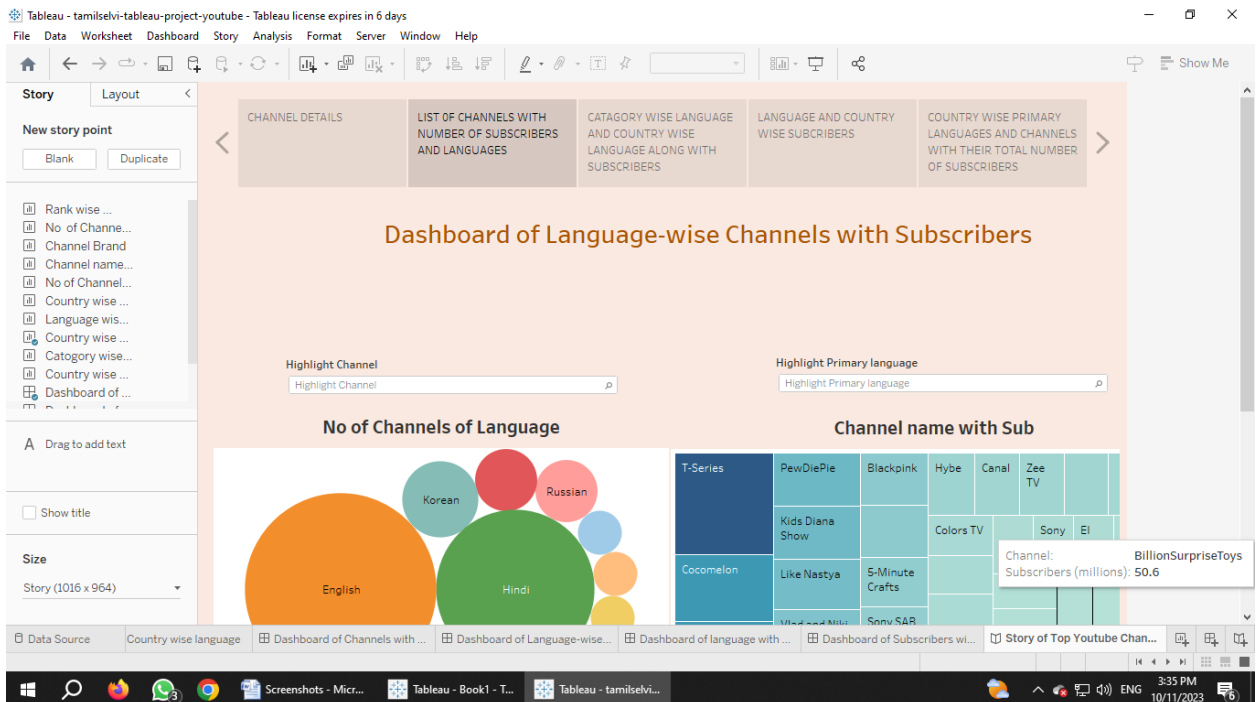 Tableau - tamilselvi-tableau-project-youtube - Tableau license expires in 6 days
File Data Worksheet Dashboard Story Analysis Format Server Window Help
Show Me
Story Layout
New story point
Blank Duplicate
Rank wise ...
No of Channe...
Channel Brand
Channel name...
No of Channel...
Country wise ...
Language wis...
Country wise ...
Catogory wise...
Country wise ...
Dashboard of ...
A Drag to add text
Show title
Size
Story (1016 x 964)
CHANNEL DETAILS
LIST 0F CHANNELS WITH
NUMBER OF SUBSCRIBERS
AND LANGUAGES
CATAGORY WISE LANGUAGE
AND COUNTRY WISE
LANGUAGE ALONG WITH
SUBSCRIBERS
LANGUAGE AND COUNTRY
WISE SUBCRIBERS
COUNTRY WISE PRIMARY
LANGUAGES AND CHANNELS
WITH THEIR TOTAL NUMBER
OF SUBSCRIBERS
Dashboard of Language-wise Channels with Subscribers
Highlight Channel
Highlight Channel
Highlight Primary language
Highlight Primary language
No of Channels of Language
Korean
Russian
English
Hindi
Channel name with Sub
T-Series
PewDiePie
Blackpink
Hybe
Canal
Zee
TV
Kids Diana
Show
Colors TV
Sony
El
Cocomelon
Like Nastya
5-Minute
Crafts
Vlad and Niki
Sony SAB
Channel: BillionSurpriseToys
Subscribers (millions): 50.6
Data Source
Country wise language
Dashboard of Channels with ...
Dashboard of Language-wise...
Dashboard of language with ...
Dashboard of Subscribers wi...
Story of Top Youtube Chan...
3
Screenshots - Micr...
Tableau - Book1 - T...
Tableau - tamilselvi...
ENG
3:35 PM
10/11/2023
6